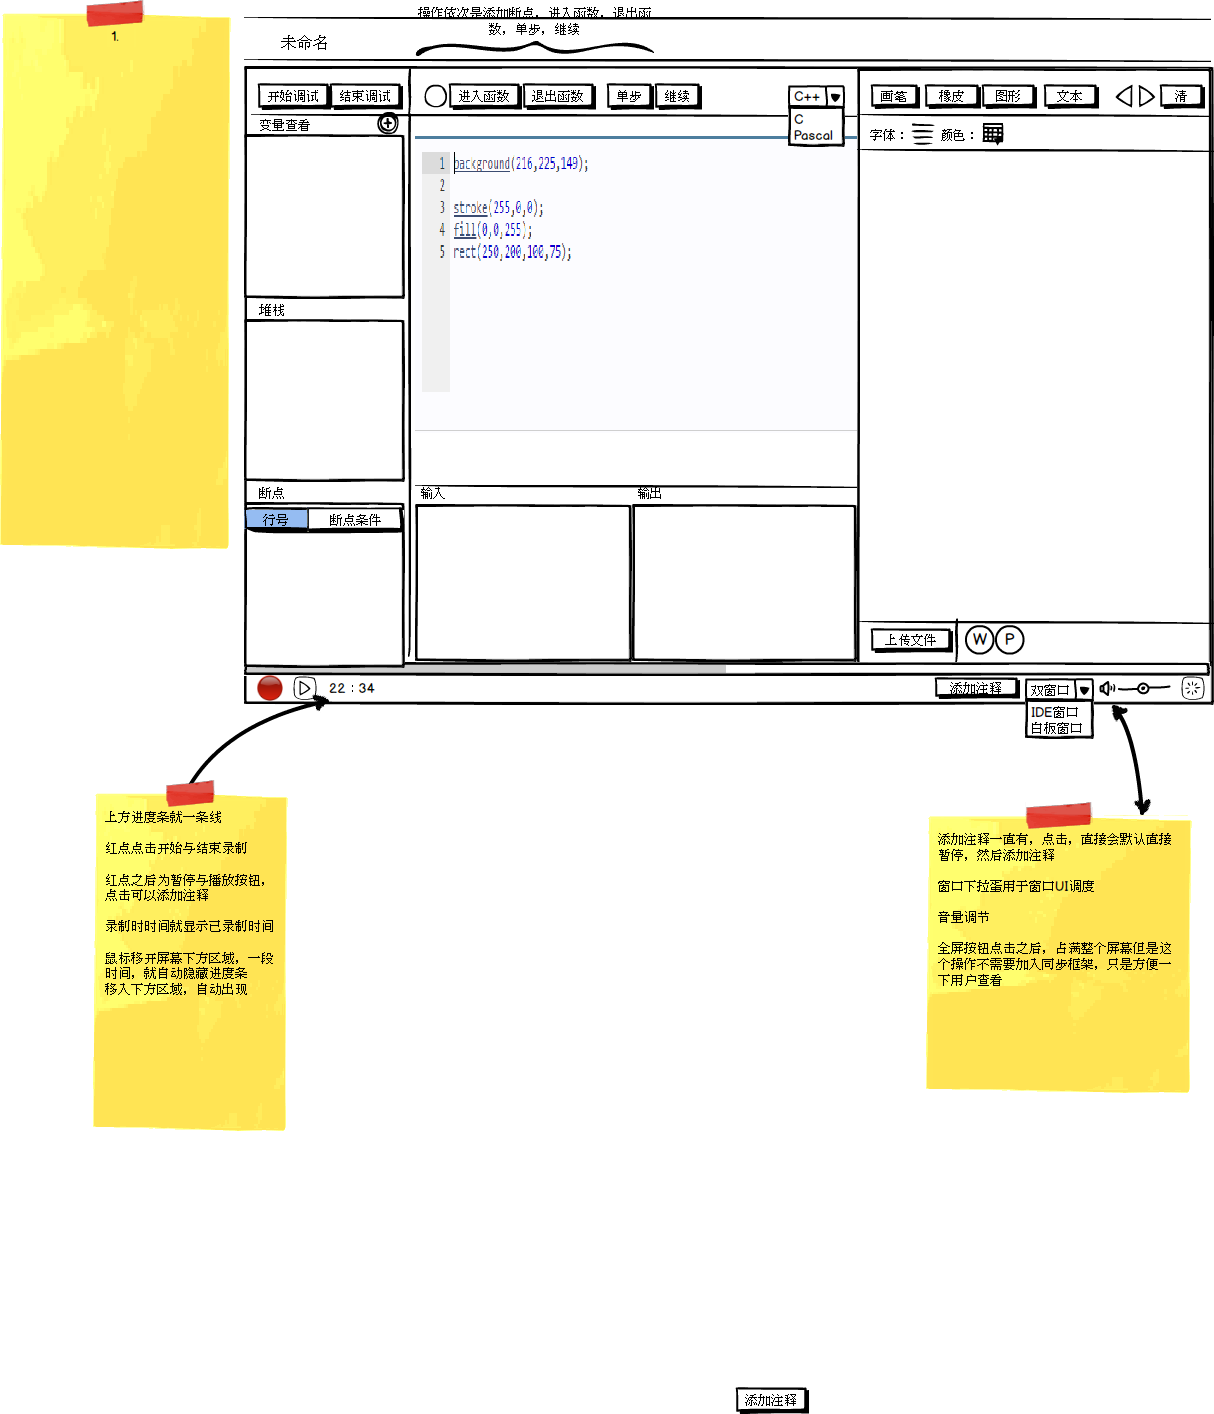 1.
操作依次是添加断点，进入函数，退出函
数，单步，继续
未命名
开始调试 结束调试
进入函数 退出函数 单步 继续
C++
C
Pascal
画笔 橡皮 图形 文本 清
字体： 颜色：
变量查看
1 background(216,225,149);
2
3 stroke(255,0,0);
4 fill(0,0,255);
5 rect(250,200,100,75);
堆栈
断点
行号 断点条件
输入 输出
上传文件 W P
22：34
添加注释 双窗口
IDE窗口
白板窗口
上方进度条就一条线
红点点击开始与结束录制
红点之后为暂停与播放按钮，
点击可以添加注释
录制时时间就显示已录制时间
鼠标移开屏幕下方区域，一段
时间，就自动隐藏进度条
移入下方区域，自动出现
添加注释一直有，点击，直接会默认直接
暂停，然后添加注释
窗口下拉蛋用于窗口UI调度
音量调节
全屏按钮点击之后，占满整个屏幕但是这
个操作不需要加入同步框架，只是方便一
下用户查看
添加注释